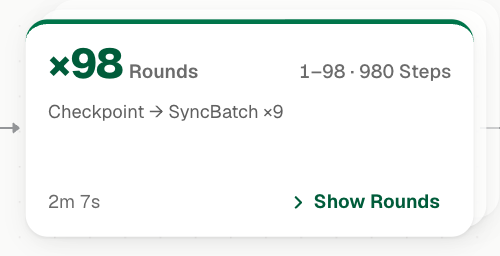 ×98 Rounds 1–98 · 980 Steps
Checkpoint → SyncBatch ×9
2m 7s Show Rounds